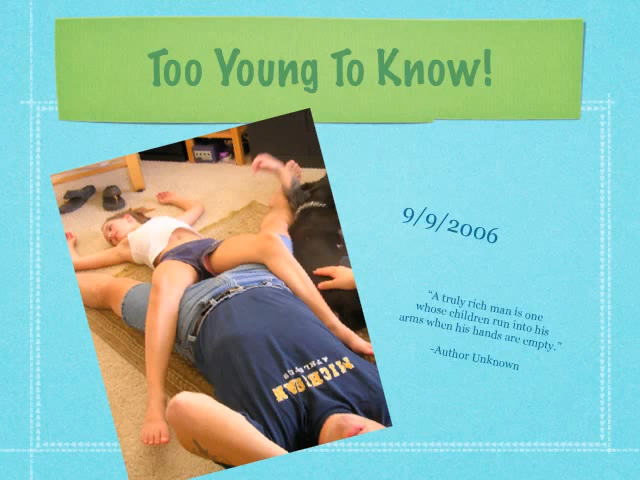 Too Young To Know!
9/9/2006
"A truly rich man is one
whose children run into his
arms when his hands are empty."
-Author Unknown
MICHIGAN
ATHLETICS